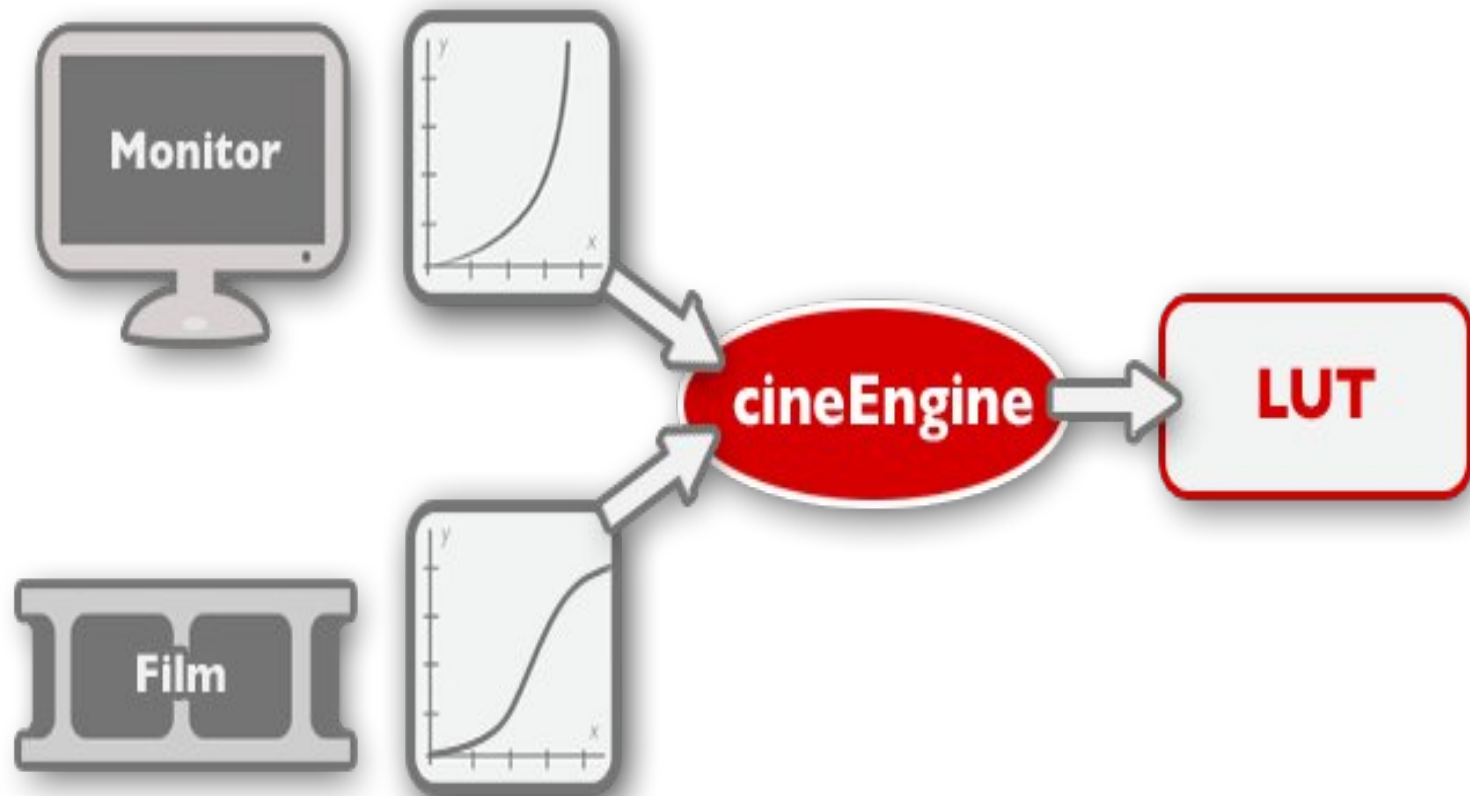 Monitor
y
x
cineEngine
LUT
Film
y
x